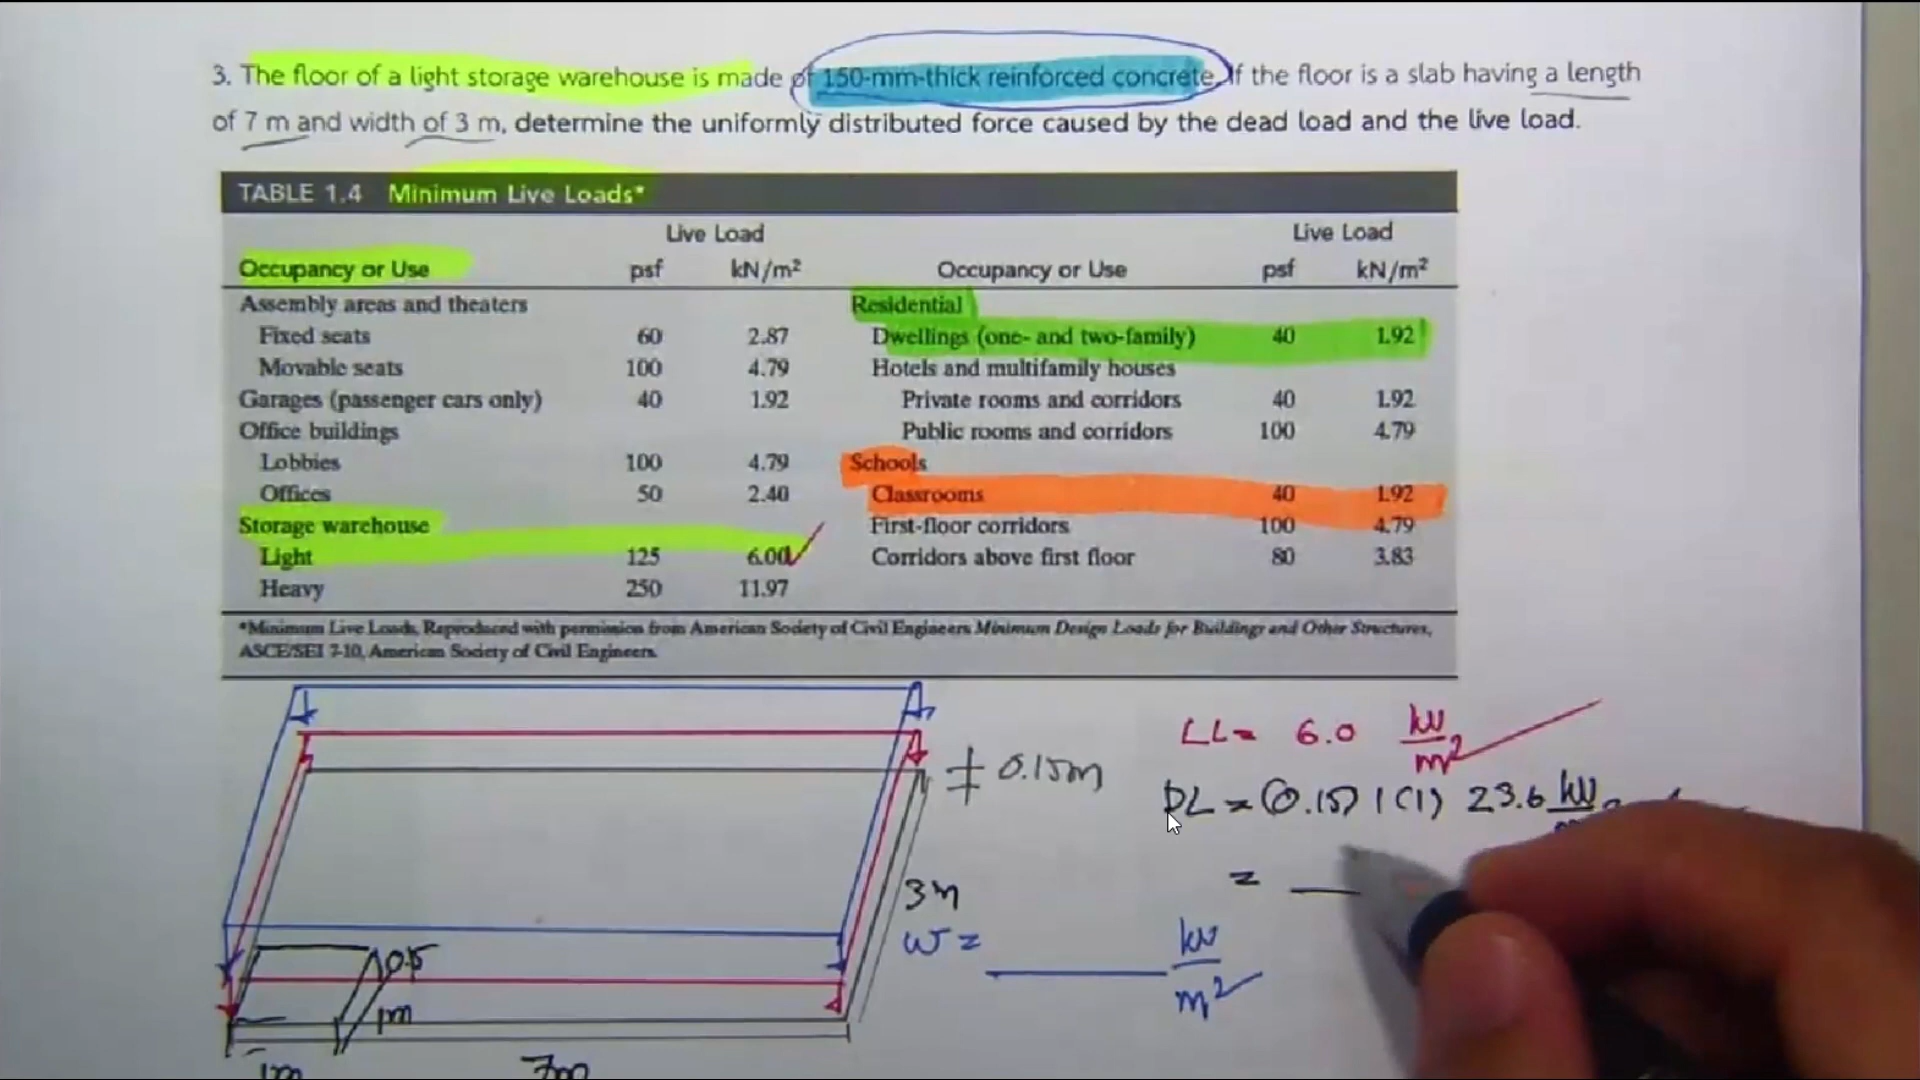 3. The floor of a light storage warehouse is made of 150-mm-thick reinforced concrete. If the floor is a slab having a length
of 7 m and width of 3 m, determine the uniformly distributed force caused by the dead load and the live load.
TABLE 1.4 Minimum Live Loads*
Live Load Live Load
Occupancy or Use psf kN/m² Occupancy or Use psf kN/m²
Assembly areas and theaters Residential
Fixed seats 60 2.87 Dwellings (one- and two-family) 40 1.92
Movable seats 100 4.79 Hotels and multifamily houses
Garages (passenger cars only) 40 1.92 Private rooms and corridors 40 1.92
Office buildings Public rooms and corridors 100 4.79
Lobbies 100 4.79 Schools
Offices 50 2.40 Classrooms 40 1.92
Storage warehouse First-floor corridors 100 4.79
Light 125 6.00 Corridors above first floor 80 3.83
Heavy 250 11.97
*Minimum Live Loads, Reproduced with permission from American Society of Civil Engineers Minimum Design Loads for Buildings and Other Structures,
ASCE/SEI 7-10, American Society of Civil Engineers.
LL = 6.0 kN/m²
0.15m
DL = (0.15) 1 (1) 23.6 kN
=
3m
W = kN/m²
0.15
1m
1m
7m